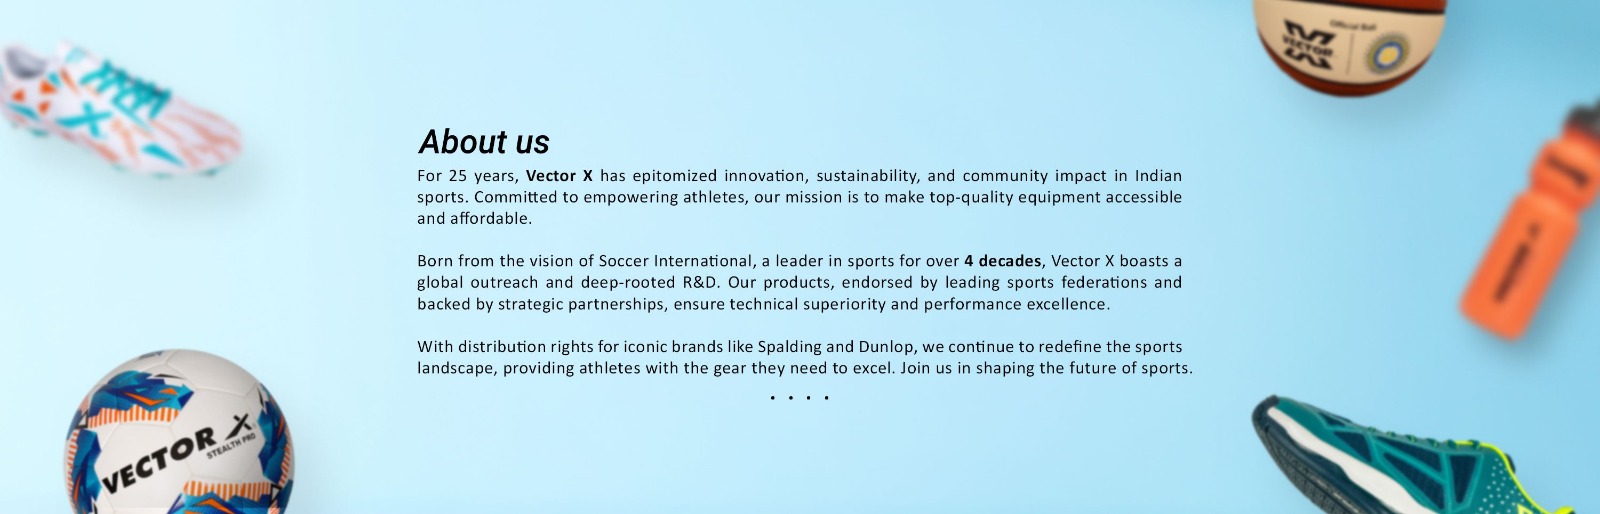 Official Ball
VECTOR
About us
For 25 years, Vector X has epitomized innovation, sustainability, and community impact in Indian
sports. Committed to empowering athletes, our mission is to make top-quality equipment accessible
and affordable.
Born from the vision of Soccer International, a leader in sports for over 4 decades, Vector X boasts a
global outreach and deep-rooted R&D. Our products, endorsed by leading sports federations and
backed by strategic partnerships, ensure technical superiority and performance excellence.
With distribution rights for iconic brands like Spalding and Dunlop, we continue to redefine the sports
landscape, providing athletes with the gear they need to excel. Join us in shaping the future of sports.
. . . .
VECTOR X
STEALTH PRO